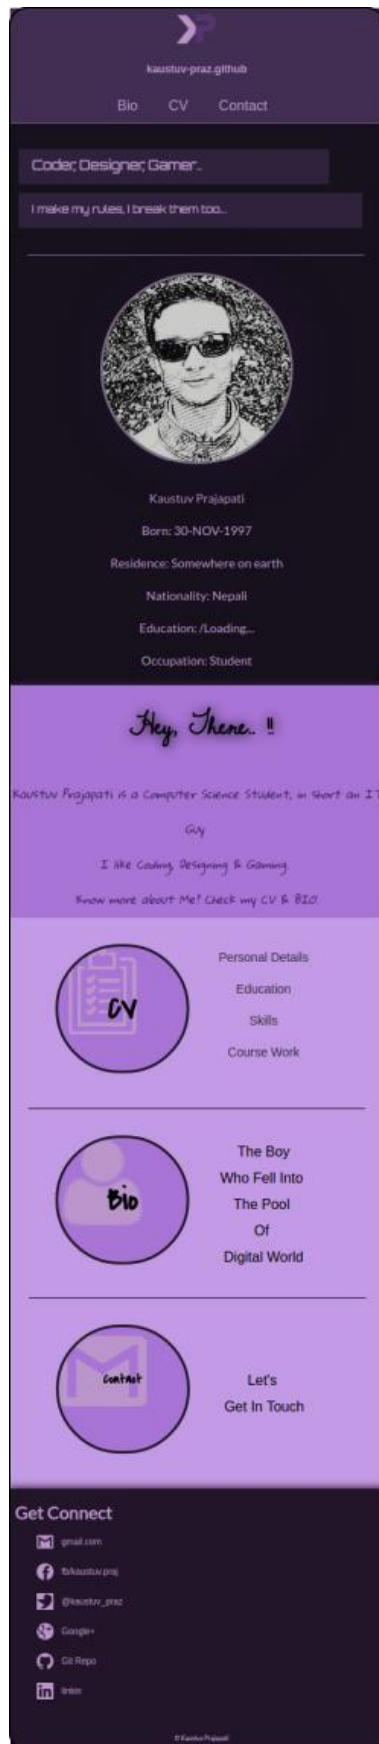 kaustuv-praz.github
Bio CV Contact
Coder, Designer, Gamer..
I make my rules, I break them too...
Kaustuv Prajapati
Born: 30-NOV-1997
Residence: Somewhere on earth
Nationality: Nepali
Education: /Loading...
Occupation: Student
Hey, There.. !!
Kaustuv Prajapati is a Computer Science Student, in short an IT
Guy
I like Coding, Designing & Gaming.
Know more about Me? Check my CV & BIO.
CV
Personal Details
Education
Skills
Course Work
Bio
The Boy
Who Fell Into
The Pool
Of
Digital World
Contact
Let's
Get In Touch
Get Connect
gmail.com
fb/kaustuv.praj
@kaustuv_praz
Google+
Git Repo
linkin
© Kaustuv Prajapati